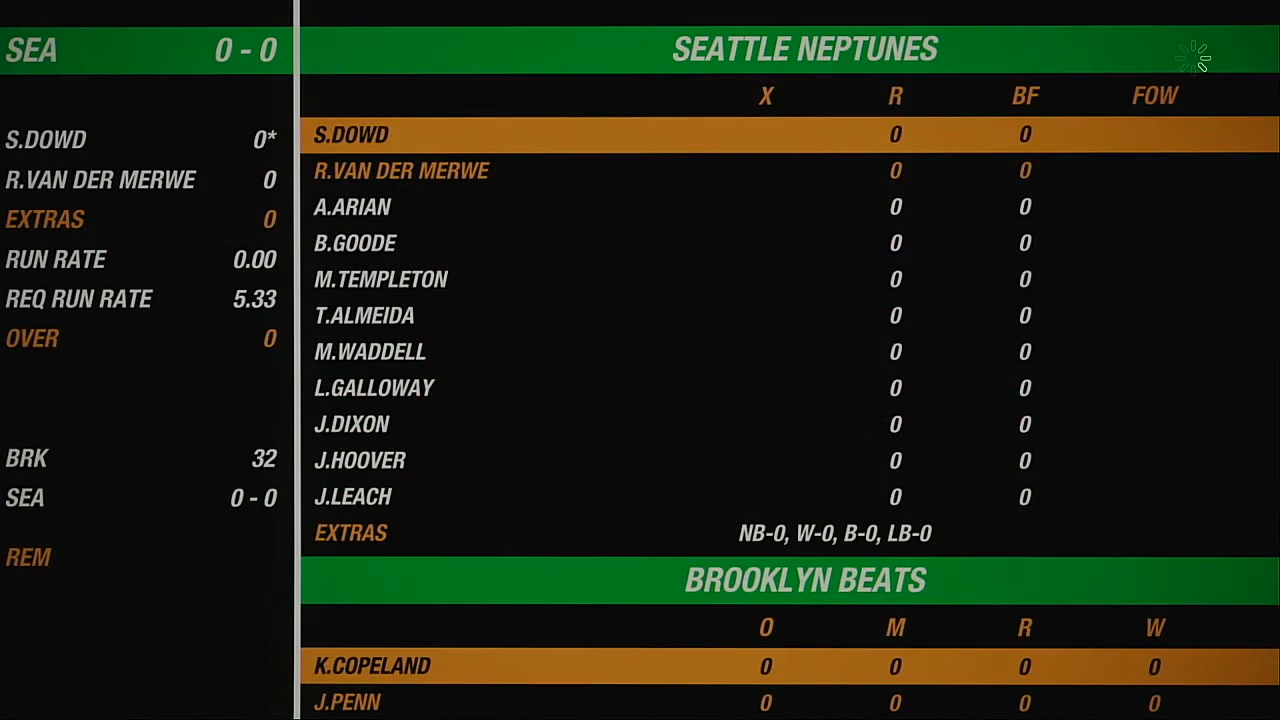 SEA 0 - 0
S.DOWD 0*
R.VAN DER MERWE 0
EXTRAS 0
RUN RATE 0.00
REQ RUN RATE 5.33
OVER 0
BRK 32
SEA 0 - 0
REM
SEATTLE NEPTUNES
X R BF FOW
S.DOWD 0 0
R.VAN DER MERWE 0 0
A.ARIAN 0 0
B.GOODE 0 0
M.TEMPLETON 0 0
T.ALMEIDA 0 0
M.WADDELL 0 0
L.GALLOWAY 0 0
J.DIXON 0 0
J.HOOVER 0 0
J.LEACH 0 0
EXTRAS NB-0, W-0, B-0, LB-0
BROOKLYN BEATS
O M R W
K.COPELAND 0 0 0 0
J.PENN 0 0 0 0